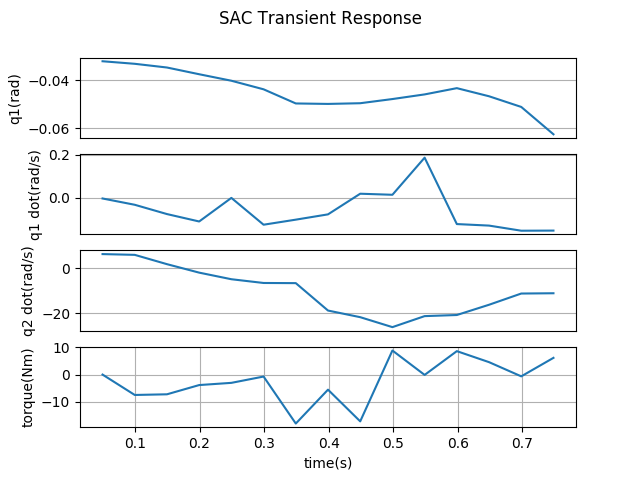 SAC Transient Response
q1(rad)
−0.04
−0.06
q1 dot(rad/s)
0.2
0.0
q2 dot(rad/s)
0
−20
torque(Nm)
10
0
−10
0.1 0.2 0.3 0.4 0.5 0.6 0.7
time(s)